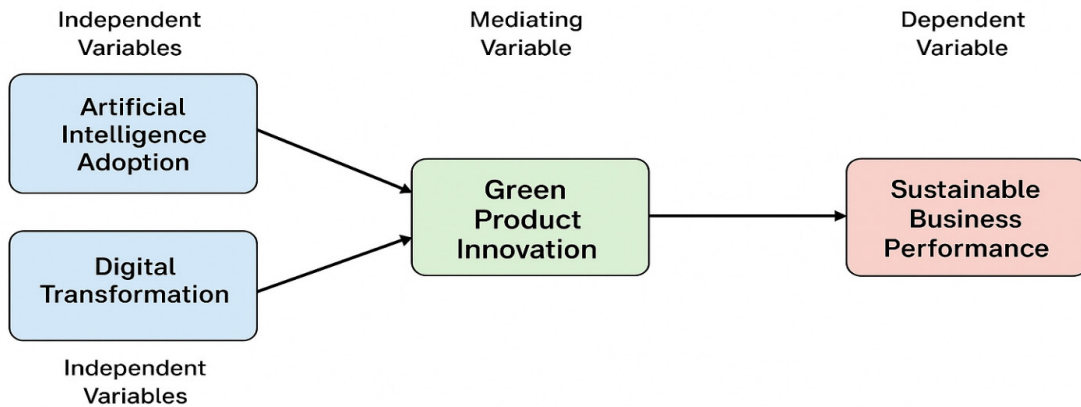 Independent
Variables
Mediating
Variable
Dependent
Variable
Artificial
Intelligence
Adoption
Green
Product
Innovation
Sustainable
Business
Performance
Digital
Transformation
Independent
Variables